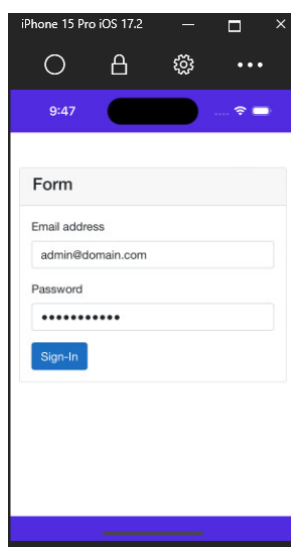 iPhone 15 Pro iOS 17.2
9:47
Form
Email address
admin@domain.com
Password
•••••••••••
Sign-In